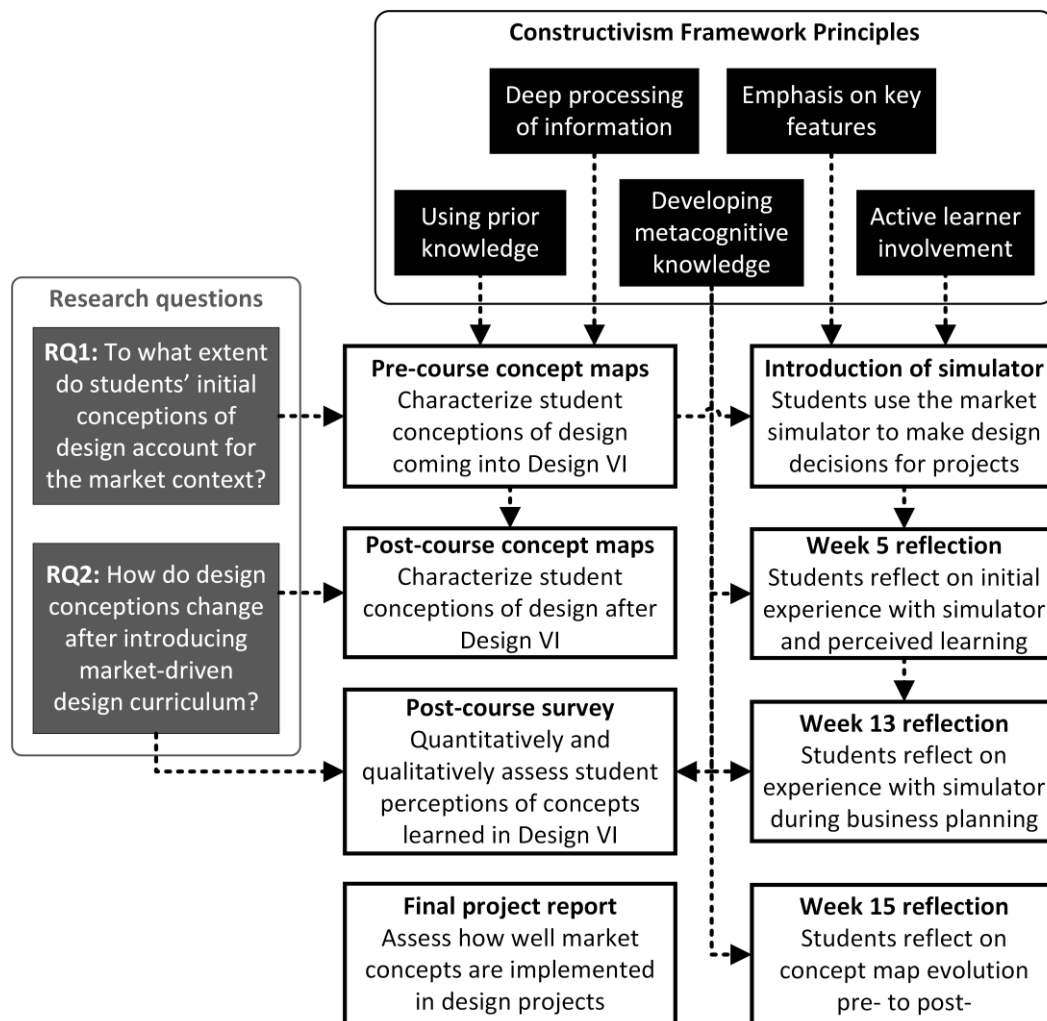 Constructivism Framework Principles
Deep processing
of information
Emphasis on key
features
Using prior
knowledge
Developing
metacognitive
knowledge
Active learner
involvement
Research questions
RQ1: To what extent
do students’ initial
conceptions of
design account for
the market context?
RQ2: How do design
conceptions change
after introducing
market-driven
design curriculum?
Pre-course concept maps
Characterize student
conceptions of design
coming into Design VI
Introduction of simulator
Students use the market
simulator to make design
decisions for projects
Post-course concept maps
Characterize student
conceptions of design after
Design VI
Week 5 reflection
Students reflect on initial
experience with simulator
and perceived learning
Post-course survey
Quantitatively and
qualitatively assess student
perceptions of concepts
learned in Design VI
Week 13 reflection
Students reflect on
experience with simulator
during business planning
Final project report
Assess how well market
concepts are implemented
in design projects
Week 15 reflection
Students reflect on
concept map evolution
pre- to post-